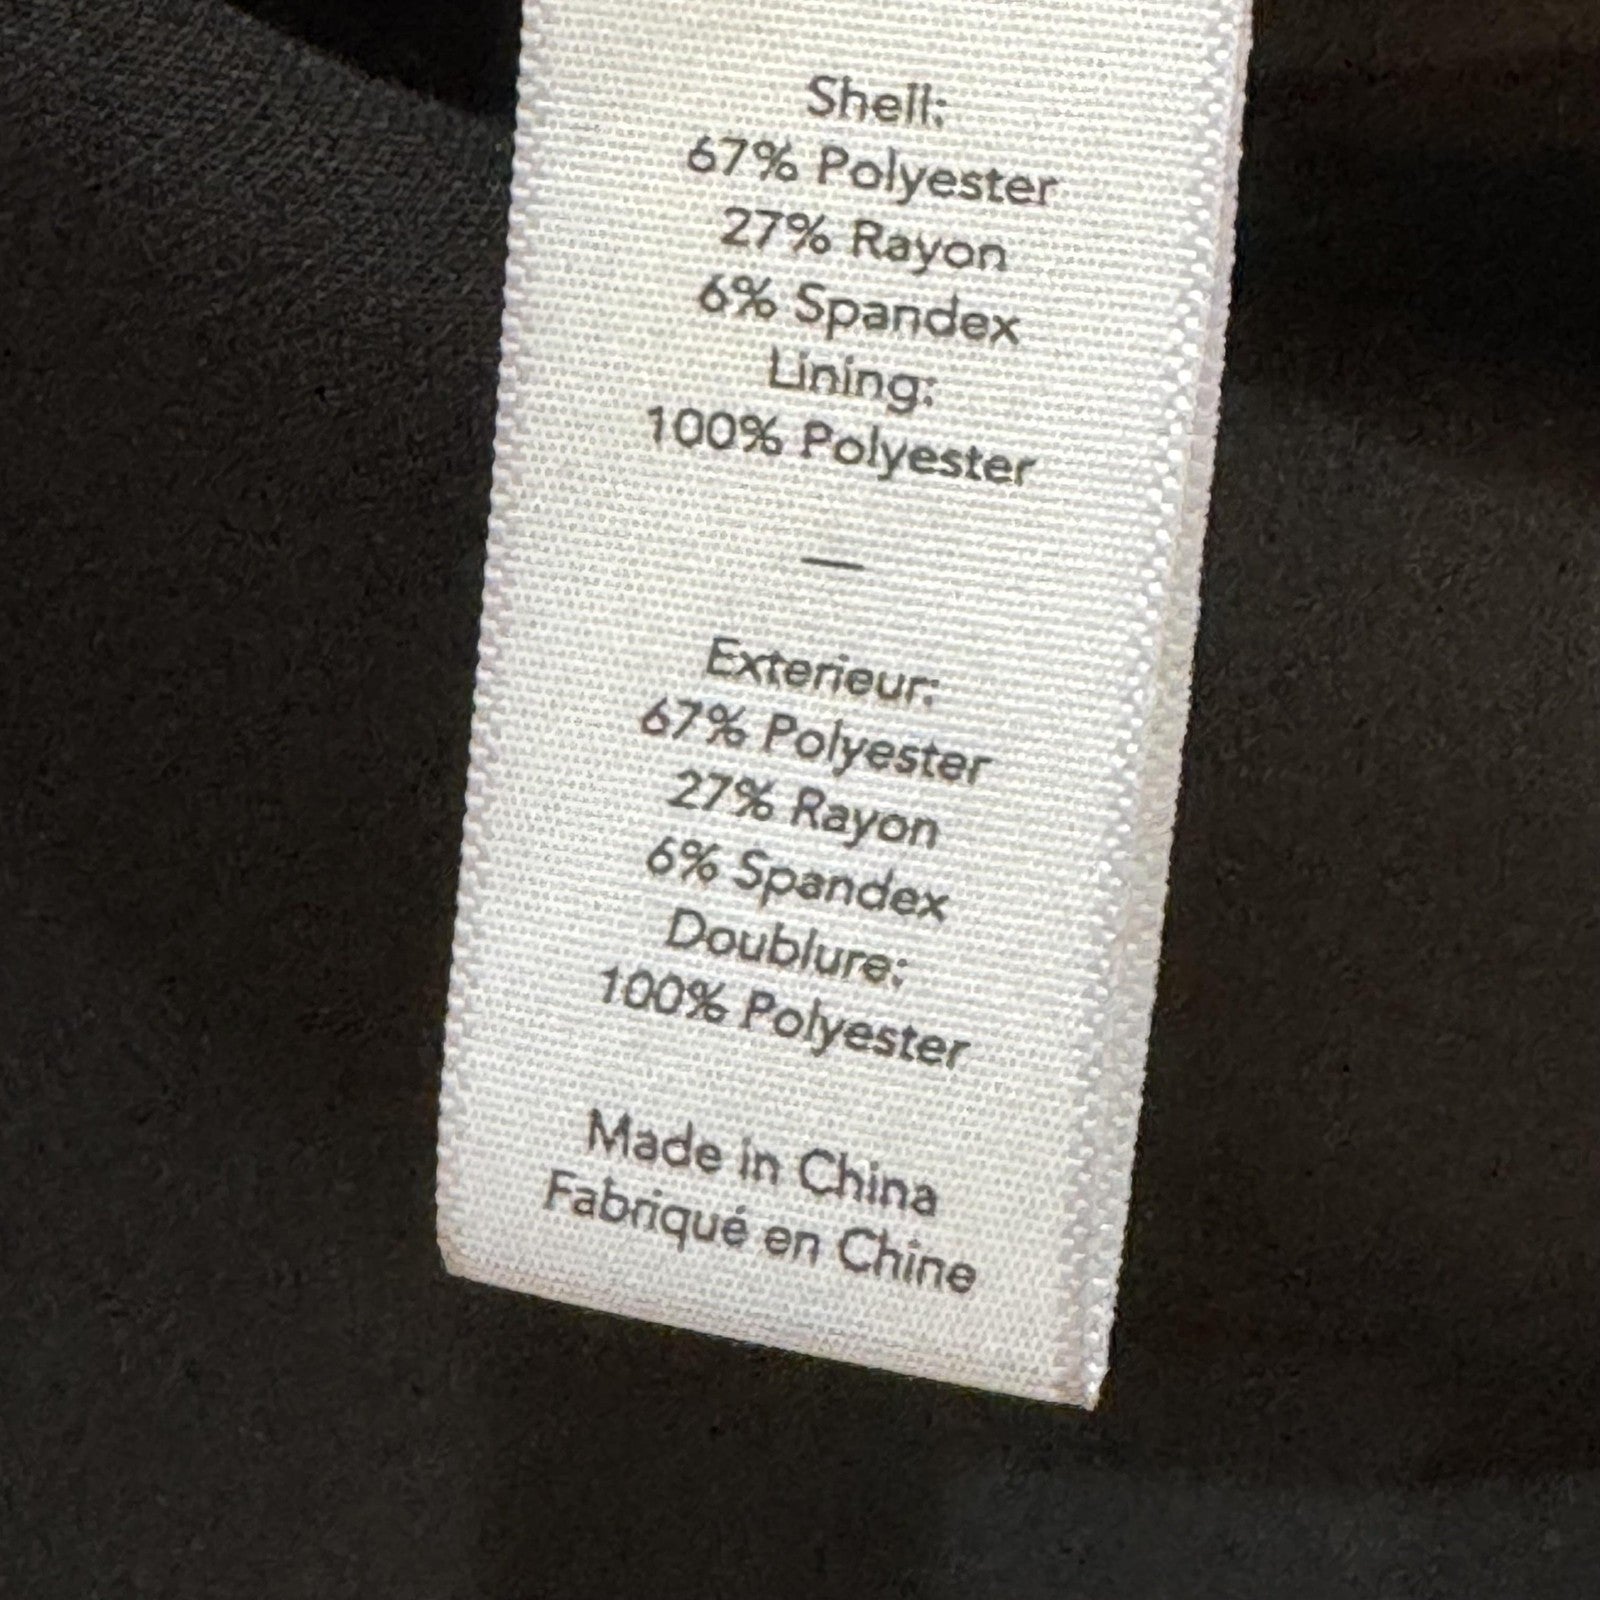 Shell:
67% Polyester
27% Rayon
6% Spandex
Lining:
100% Polyester
—
Exterieur:
67% Polyester
27% Rayon
6% Spandex
Doublure:
100% Polyester
Made in China
Fabriqué en Chine